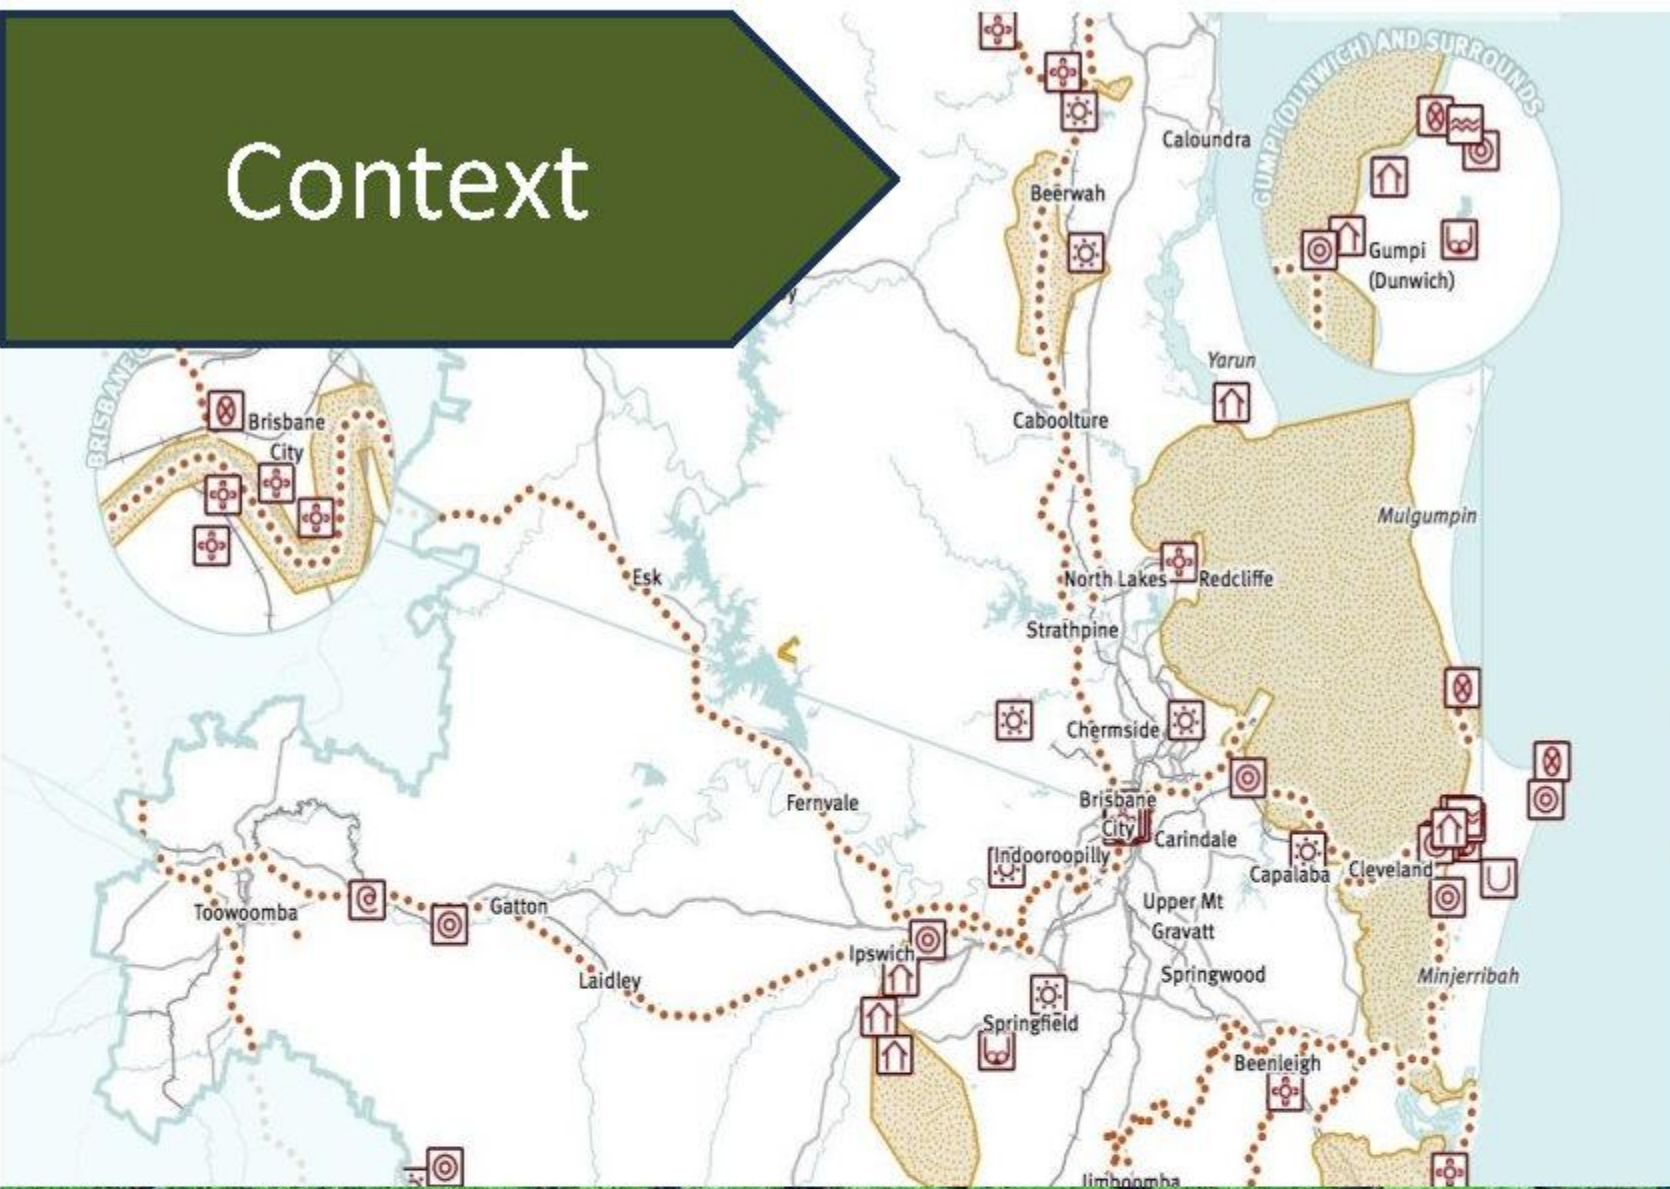 Context
GUMPI (DUNWICH) AND SURROUNDS
Caloundra
Beerwah
Gumpi
(Dunwich)
Yarun
BRISBANE
Brisbane
City
Caboolture
Mulgumpin
Esk
North Lakes
Redcliffe
Strathpine
Chermside
Fernvale
Brisbane
City
Carindale
Indooroopilly
Capalaba
Cleveland
Toowoomba
Gatton
Upper Mt
Gravatt
Ipswich
Laidley
Springwood
Minjerribah
Springfield
Beenleigh
Jimboomba